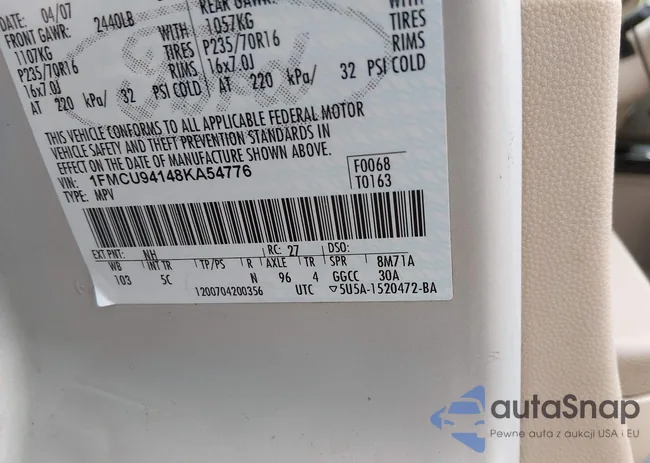 DATE: 04/07
FRONT GAWR: 2440LB
1107KG WITH
P235/70R16 TIRES
16x7.0J RIMS
AT 220 kPa/ 32 PSI COLD
REAR GAWR:
1057KG WITH
P235/70R16 TIRES
16x7.0J RIMS
AT 220 kPa/ 32 PSI COLD
Ford
THIS VEHICLE CONFORMS TO ALL APPLICABLE FEDERAL MOTOR
VEHICLE SAFETY AND THEFT PREVENTION STANDARDS IN
EFFECT ON THE DATE OF MANUFACTURE SHOWN ABOVE.
VIN: 1FMCU94148KA54776
TYPE: MPV
F0068
T0163
EXT PNT: NH RC: 27 DSO:
WB INT TR TP/PS R AXLE TR SPR 8M71A
103 5C N 96 4 GGCC 30A
1200704200356 UTC ▽5U5A-1520472-BA
autaSnap
Pewne auta z aukcji USA i EU